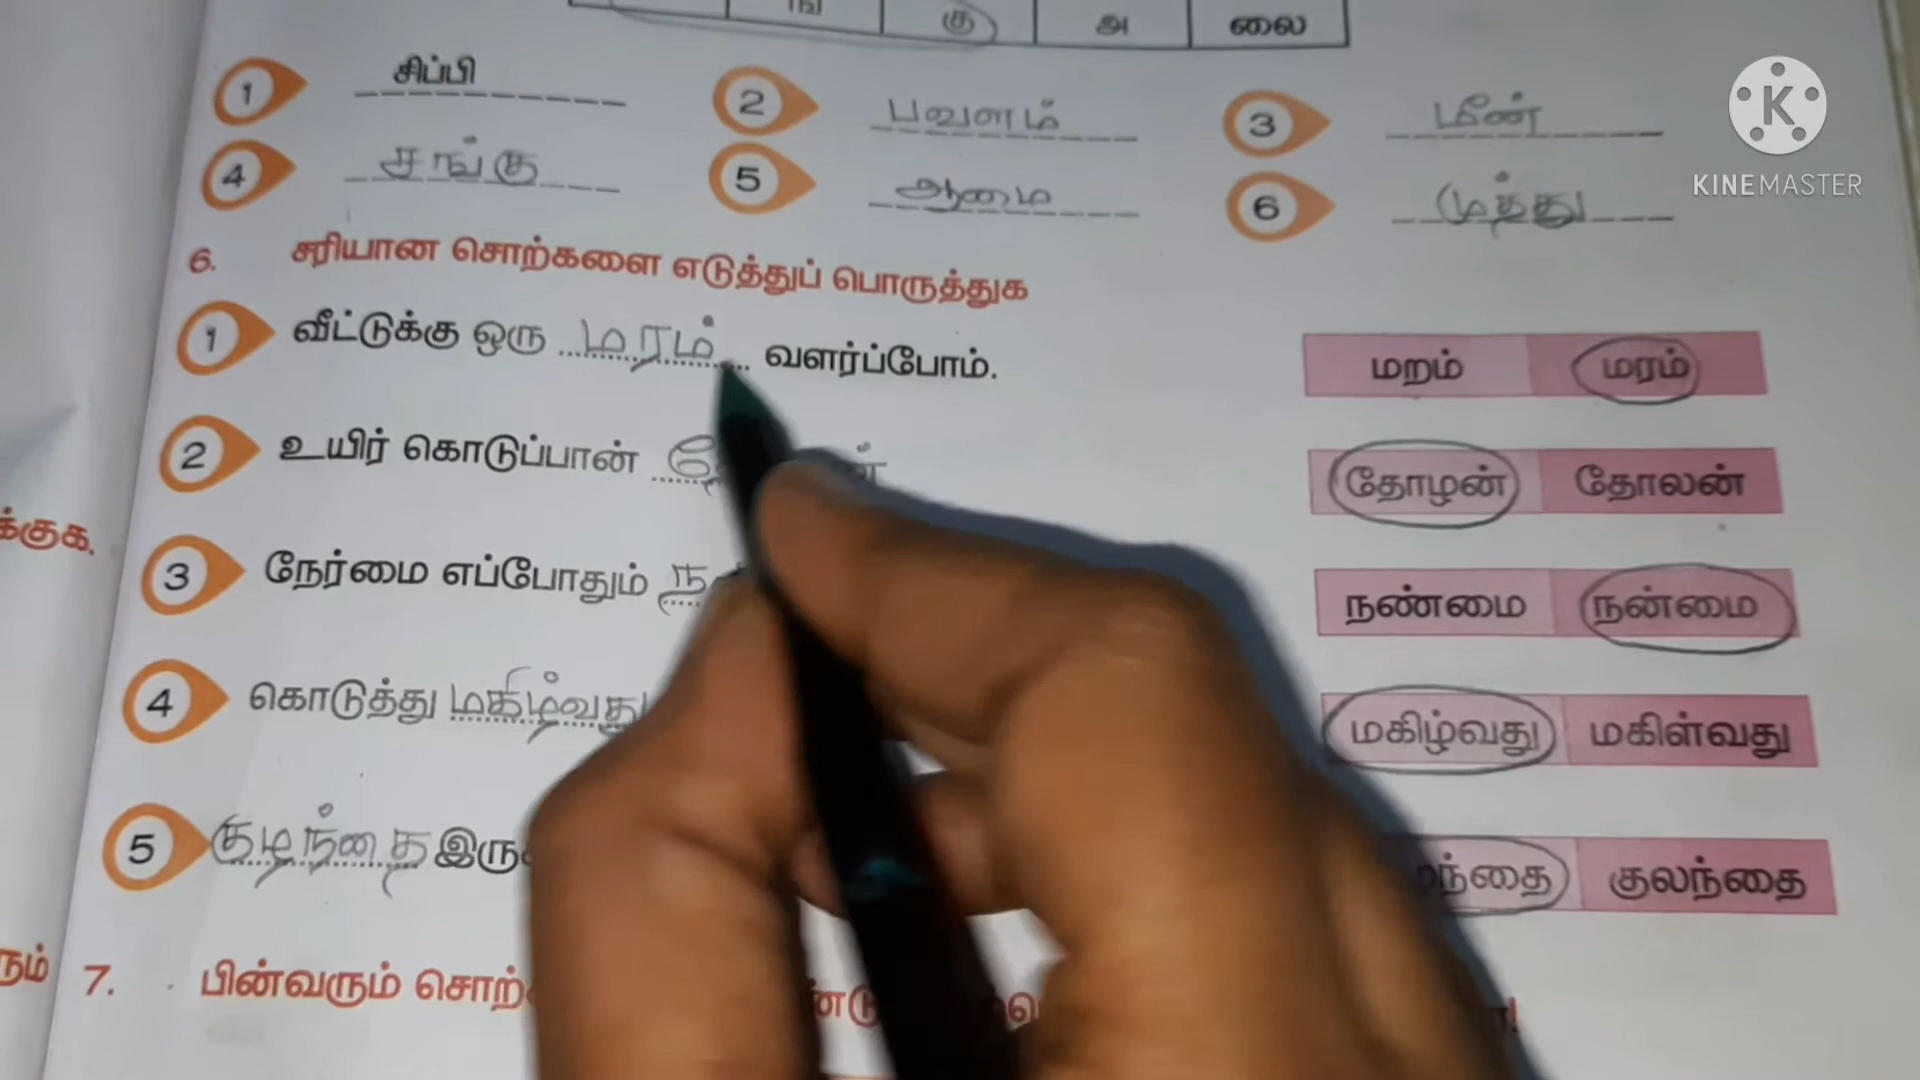 கு அ லை
1 சிப்பி 2 பவளம் 3 மீன்
4 சங்கு 5 ஆமை 6 முத்து
6. சரியான சொற்களை எடுத்துப் பொருத்துக
1 வீட்டுக்கு ஒரு மரம் வளர்ப்போம். மறம் மரம்
2 உயிர் கொடுப்பான் தோழன் தோலன்
க்குக.
3 நேர்மை எப்போதும் நண்மை நன்மை
4 கொடுத்து மகிழ்வது மகிழ்வது மகிள்வது
5 குழந்தை ந்தை குலந்தை
7. பின்வரும்
KINEMASTER